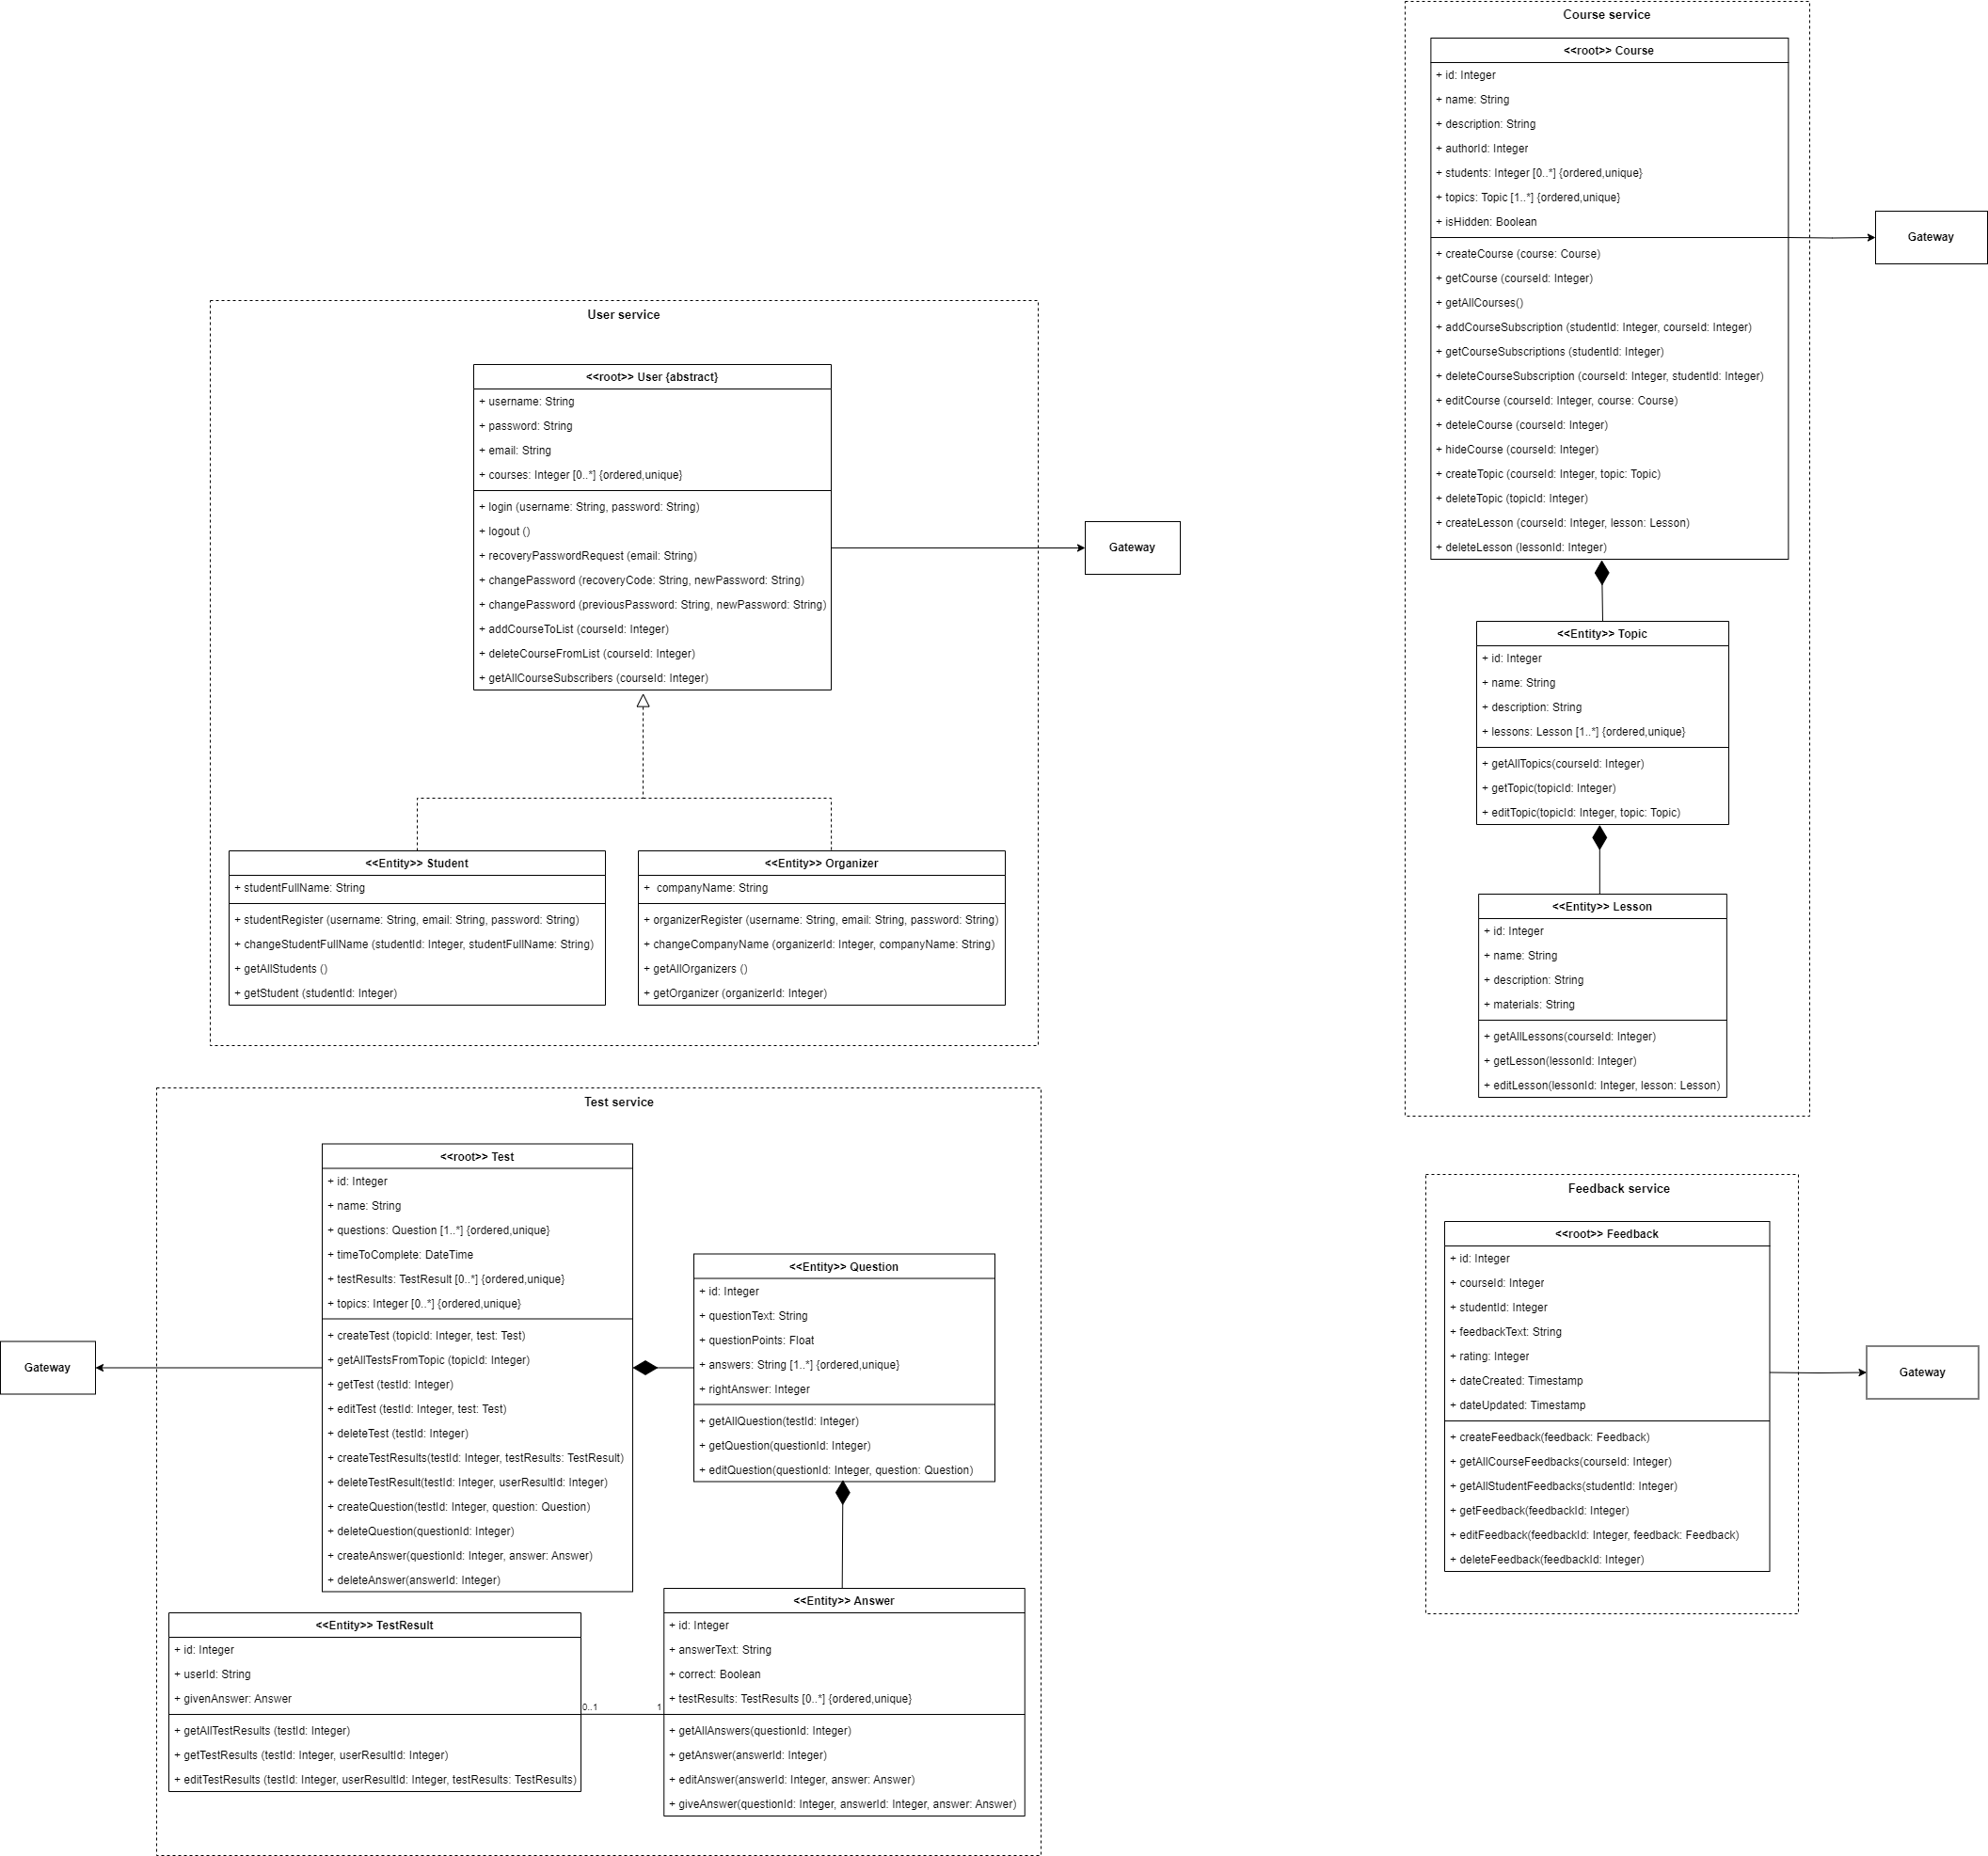 Course service
<<root>> Course
+ id: Integer
+ name: String
+ description: String
+ authorId: Integer
+ students: Integer [0..*] {ordered,unique}
+ topics: Topic [1..*] {ordered,unique}
+ isHidden: Boolean
+ createCourse (course: Course)
+ getCourse (courseId: Integer)
+ getAllCourses()
+ addCourseSubscription (studentId: Integer, courseId: Integer)
+ getCourseSubscriptions (studentId: Integer)
+ deleteCourseSubscription (courseId: Integer, studentId: Integer)
+ editCourse (courseId: Integer, course: Course)
+ deteleCourse (courseId: Integer)
+ hideCourse (courseId: Integer)
+ createTopic (courseId: Integer, topic: Topic)
+ deleteTopic (topicId: Integer)
+ createLesson (courseId: Integer, lesson: Lesson)
+ deleteLesson (lessonId: Integer)
Gateway
<<Entity>> Topic
+ id: Integer
+ name: String
+ description: String
+ lessons: Lesson [1..*] {ordered,unique}
+ getAllTopics(courseId: Integer)
+ getTopic(topicId: Integer)
+ editTopic(topicId: Integer, topic: Topic)
<<Entity>> Lesson
+ id: Integer
+ name: String
+ description: String
+ materials: String
+ getAllLessons(courseId: Integer)
+ getLesson(lessonId: Integer)
+ editLesson(lessonId: Integer, lesson: Lesson)
User service
<<root>> User {abstract}
+ username: String
+ password: String
+ email: String
+ courses: Integer [0..*] {ordered,unique}
+ login (username: String, password: String)
+ logout ()
+ recoveryPasswordRequest (email: String)
+ changePassword (recoveryCode: String, newPassword: String)
+ changePassword (previousPassword: String, newPassword: String)
+ addCourseToList (courseId: Integer)
+ deleteCourseFromList (courseId: Integer)
+ getAllCourseSubscribers (courseId: Integer)
Gateway
<<Entity>> Student
+ studentFullName: String
+ studentRegister (username: String, email: String, password: String)
+ changeStudentFullName (studentId: Integer, studentFullName: String)
+ getAllStudents ()
+ getStudent (studentId: Integer)
<<Entity>> Organizer
+ companyName: String
+ organizerRegister (username: String, email: String, password: String)
+ changeCompanyName (organizerId: Integer, companyName: String)
+ getAllOrganizers ()
+ getOrganizer (organizerId: Integer)
Test service
<<root>> Test
+ id: Integer
+ name: String
+ questions: Question [1..*] {ordered,unique}
+ timeToComplete: DateTime
+ testResults: TestResult [0..*] {ordered,unique}
+ topics: Integer [0..*] {ordered,unique}
+ createTest (topicId: Integer, test: Test)
+ getAllTestsFromTopic (topicId: Integer)
+ getTest (testId: Integer)
+ editTest (testId: Integer, test: Test)
+ deleteTest (testId: Integer)
+ createTestResults(testId: Integer, testResults: TestResult)
+ deleteTestResult(testId: Integer, userResultId: Integer)
+ createQuestion(testId: Integer, question: Question)
+ deleteQuestion(questionId: Integer)
+ createAnswer(questionId: Integer, answer: Answer)
+ deleteAnswer(answerId: Integer)
Gateway
<<Entity>> Question
+ id: Integer
+ questionText: String
+ questionPoints: Float
+ answers: String [1..*] {ordered,unique}
+ rightAnswer: Integer
+ getAllQuestion(testId: Integer)
+ getQuestion(questionId: Integer)
+ editQuestion(questionId: Integer, question: Question)
<<Entity>> TestResult
+ id: Integer
+ userId: String
+ givenAnswer: Answer
+ getAllTestResults (testId: Integer)
+ getTestResults (testId: Integer, userResultId: Integer)
+ editTestResults (testId: Integer, userResultId: Integer, testResults: TestResults)
0..1
1
<<Entity>> Answer
+ id: Integer
+ answerText: String
+ correct: Boolean
+ testResults: TestResults [0..*] {ordered,unique}
+ getAllAnswers(questionId: Integer)
+ getAnswer(answerId: Integer)
+ editAnswer(answerId: Integer, answer: Answer)
+ giveAnswer(questionId: Integer, answerId: Integer, answer: Answer)
Feedback service
<<root>> Feedback
+ id: Integer
+ courseId: Integer
+ studentId: Integer
+ feedbackText: String
+ rating: Integer
+ dateCreated: Timestamp
+ dateUpdated: Timestamp
+ createFeedback(feedback: Feedback)
+ getAllCourseFeedbacks(courseId: Integer)
+ getAllStudentFeedbacks(studentId: Integer)
+ getFeedback(feedbackId: Integer)
+ editFeedback(feedbackId: Integer, feedback: Feedback)
+ deleteFeedback(feedbackId: Integer)
Gateway